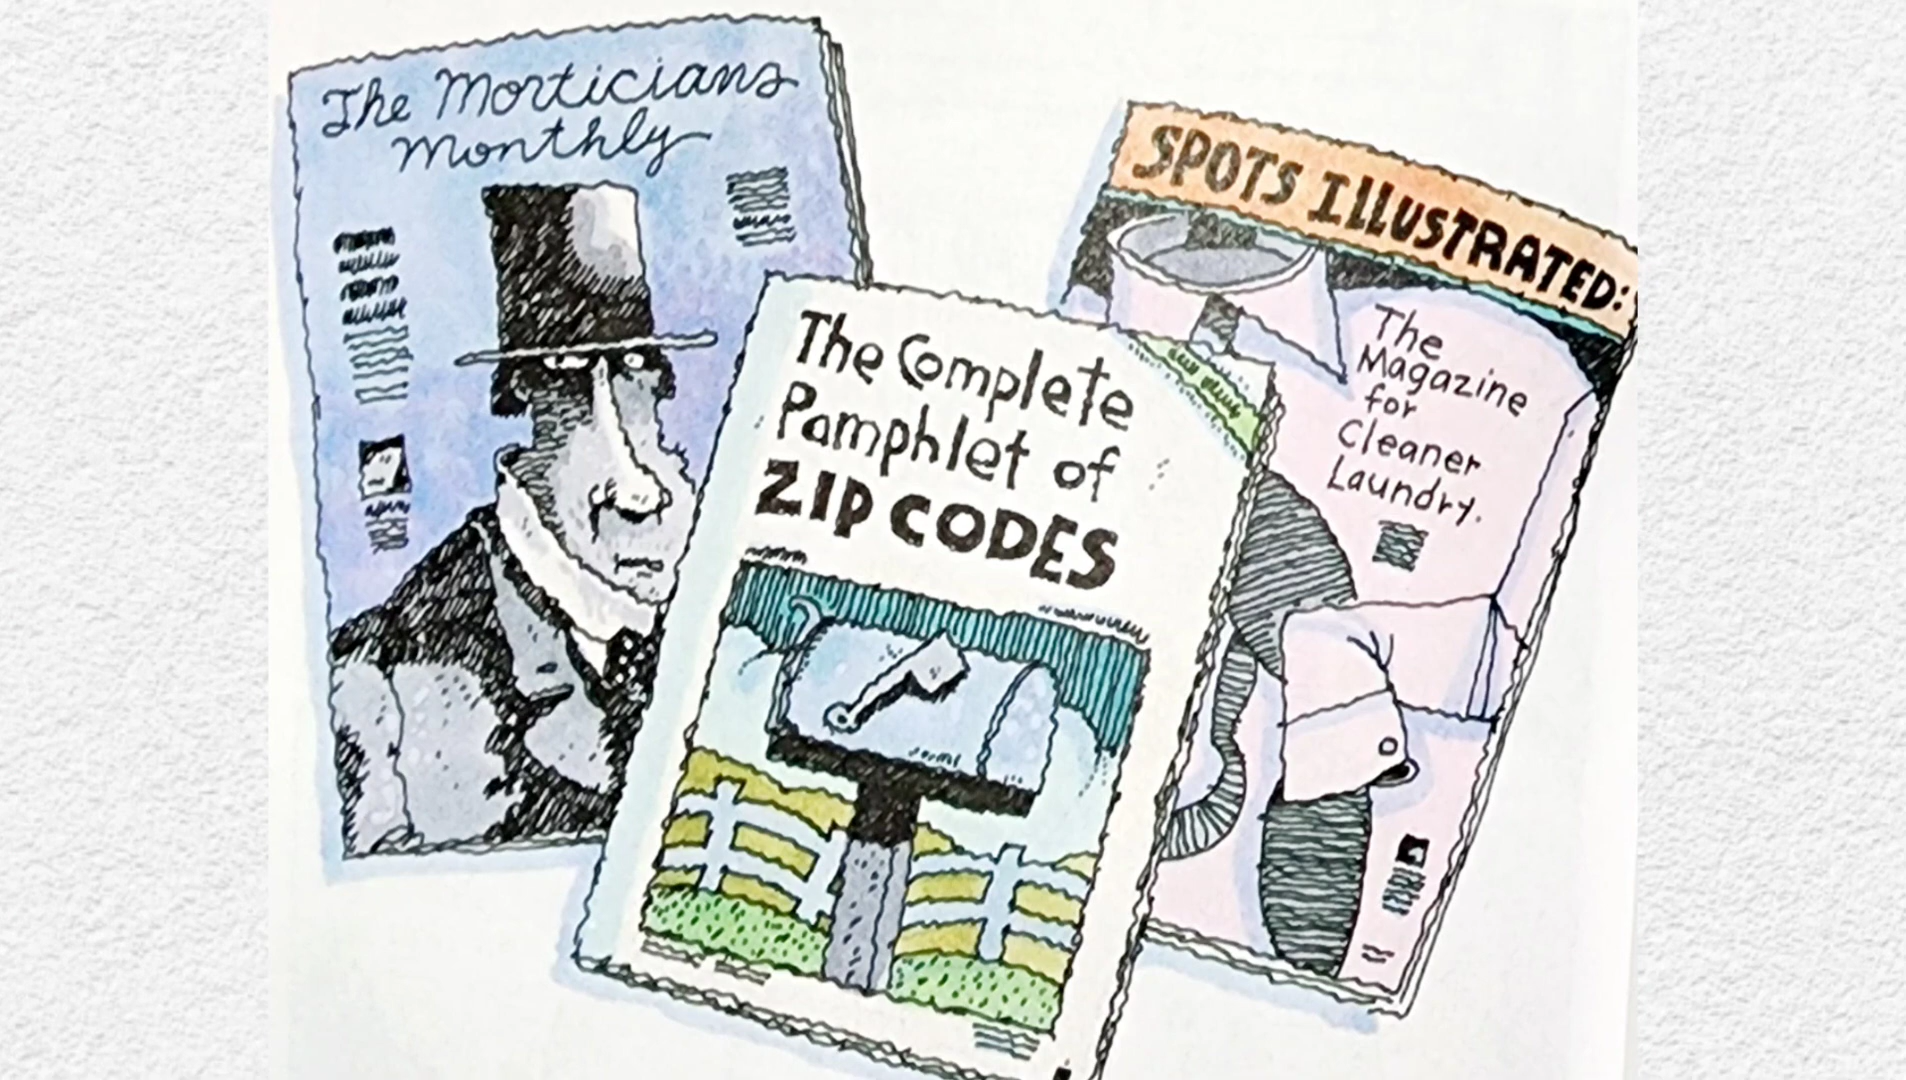 The Morticians
Monthly
The Complete
Pamphlet of
ZIP CODES
SPOTS ILLUSTRATED:
The
Magazine
for
Cleaner
Laundry.